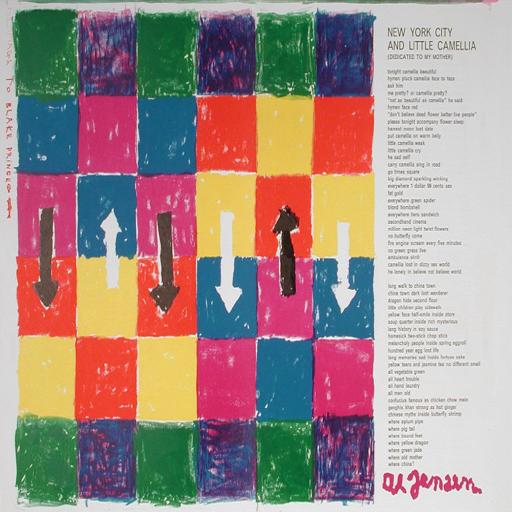 NEW YORK CITY
AND LITTLE CAMELLIA
(DEDICATED TO MY MOTHER)
tonight camellia beautiful
hymen pluck camellia face to face
ask him
me pretty? or camellia pretty?
"not as beautiful as camellia" he said
hymen face red
"don't believe dead flower better live people"
please tonight accompany flower sleep
harvest moon lost date
put camellia on warm belly
little camellia weak
little camellia cry
he sad self
carry camellia sing in road
go times square
big diamond sparkling winking
everywhere 1 dollar 99 cents sex
fat gold
everywhere green spider
blond bombshell
everywhere hero sandwich
secondhand cinema
million neon light twist flowers
no butterfly come
fire engine scream every five minutes
no green grass live
ambulance shrill
camellia lost in dizzy sex world
he lonely in believe not believe world
long walk to china town
china town dark lost wanderer
dragon hide second floor
little children play sidewalk
yellow face half-smile inside store
soup quarter inside rich mysterious
long history in soy sauce
homesick two-stick chop stick
melancholy people inside spring eggroll
hundred year egg lost life
long memories sad inside fortune cake
yellow tears and jasmine tea no different smell
all vegetable green
all heart trouble
all hand laundry
all men old
confucius famous as chicken chow mein
genghis khan strong as hot ginger
chinese myths inside butterfly shrimp
where opium pipe
where pig tail
where bound feet
where yellow dragon
where green jade
where old mother
where china?
Al Jensen
TO BLAKE PRINCE